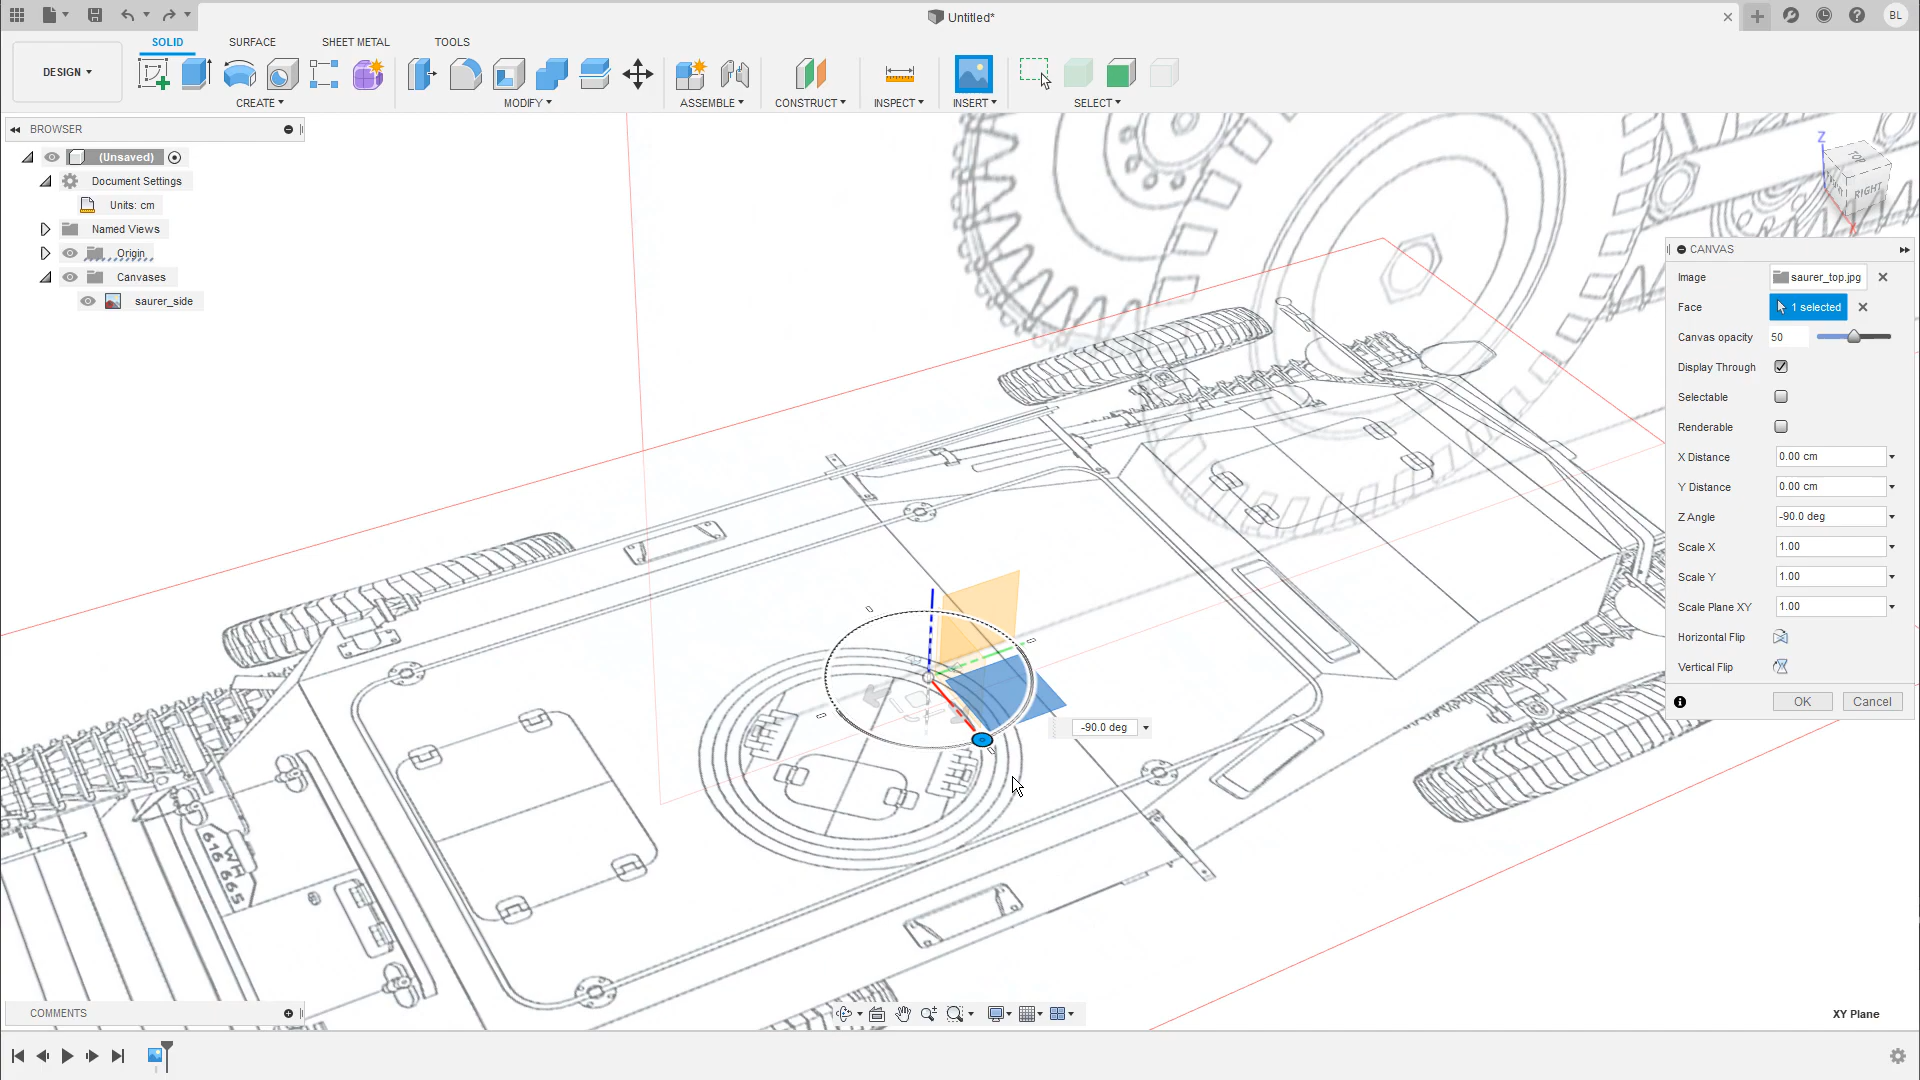 Untitled*
BL
DESIGN
SOLID
SURFACE
SHEET METAL
TOOLS
CREATE
MODIFY
ASSEMBLE
CONSTRUCT
INSPECT
INSERT
SELECT
BROWSER
(Unsaved)
Document Settings
Units: cm
Named Views
Origin
Canvases
saurer_side
Z
TOP
RIGHT
X
CANVAS
Image saurer_top.jpg
Face 1 selected
Canvas opacity 50
Display Through
Selectable
Renderable
X Distance 0.00 cm
Y Distance 0.00 cm
Z Angle -90.0 deg
Scale X 1.00
Scale Y 1.00
Scale Plane XY 1.00
Horizontal Flip
Vertical Flip
OK Cancel
-90.0 deg
WH
616 665
COMMENTS
XY Plane